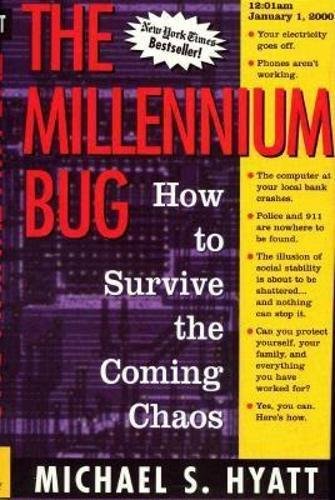 THE
MILLENNIUM
BUG
New York Times
Bestseller!
How
to
Survive
the
Coming
Chaos
12:01am
January 1, 2000
Your electricity
goes off.
Phones aren't
working.
The computer at
your local bank
crashes.
Police and 911
are nowhere to
be found.
The illusion of
social stability
is about to be
shattered...
and nothing
can stop it.
Can you protect
yourself, your
family, and
everything
you have
worked for?
Yes, you can.
Here's how.
MICHAEL S. HYATT